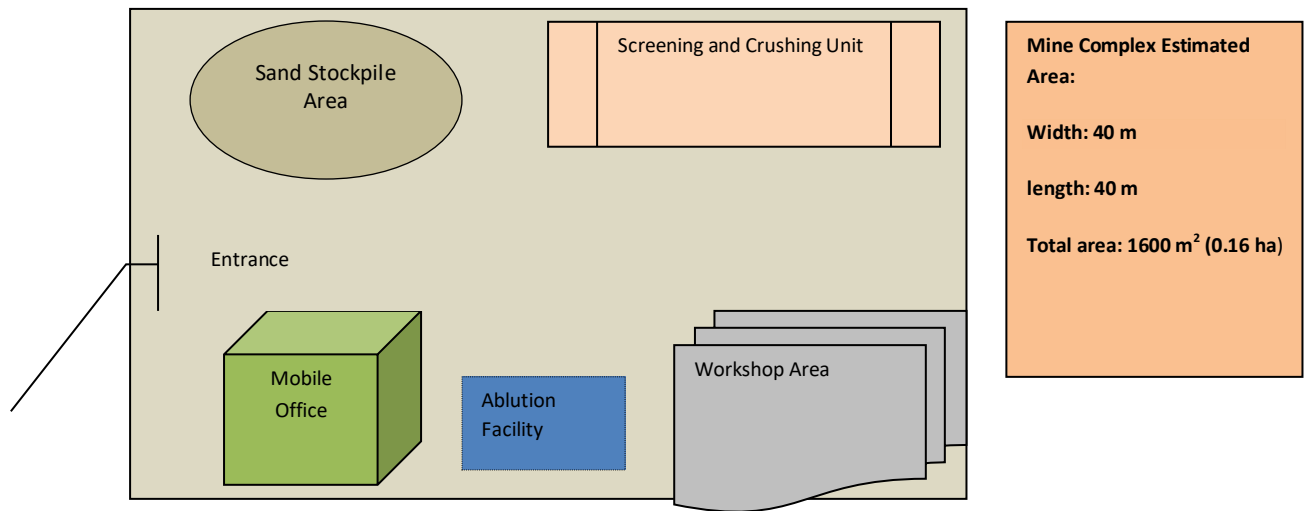 Sand Stockpile
Area
Screening and Crushing Unit
Entrance
Mobile
Office
Ablution
Facility
Workshop Area
Mine Complex Estimated
Area:
Width: 40 m
length: 40 m
Total area: 1600 m² (0.16 ha)